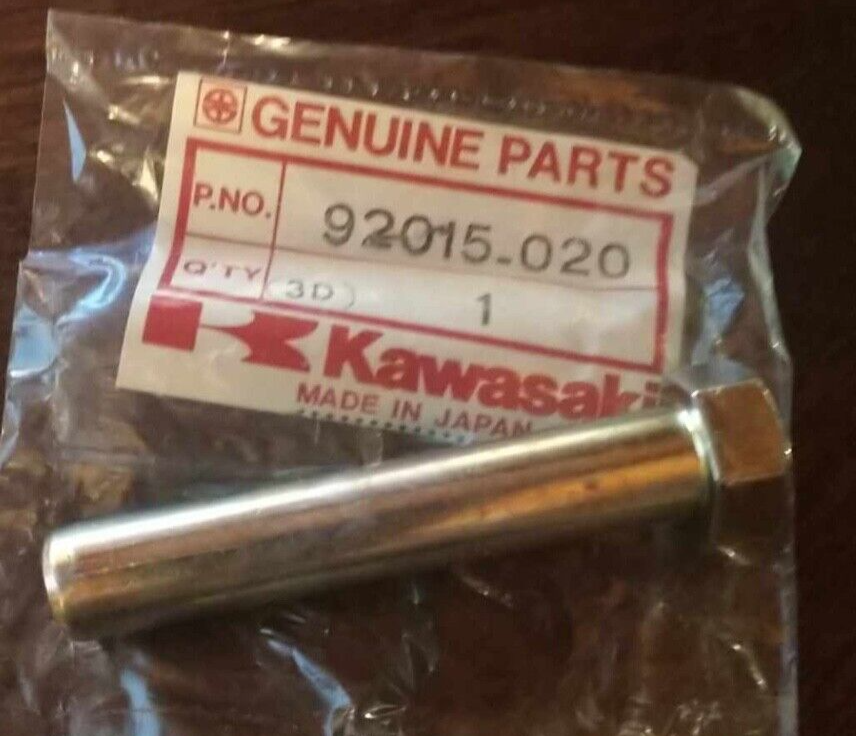 GENUINE PARTS
P.NO. 92015-020
Q'TY 3D) 1
Kawasaki
MADE IN JAPAN